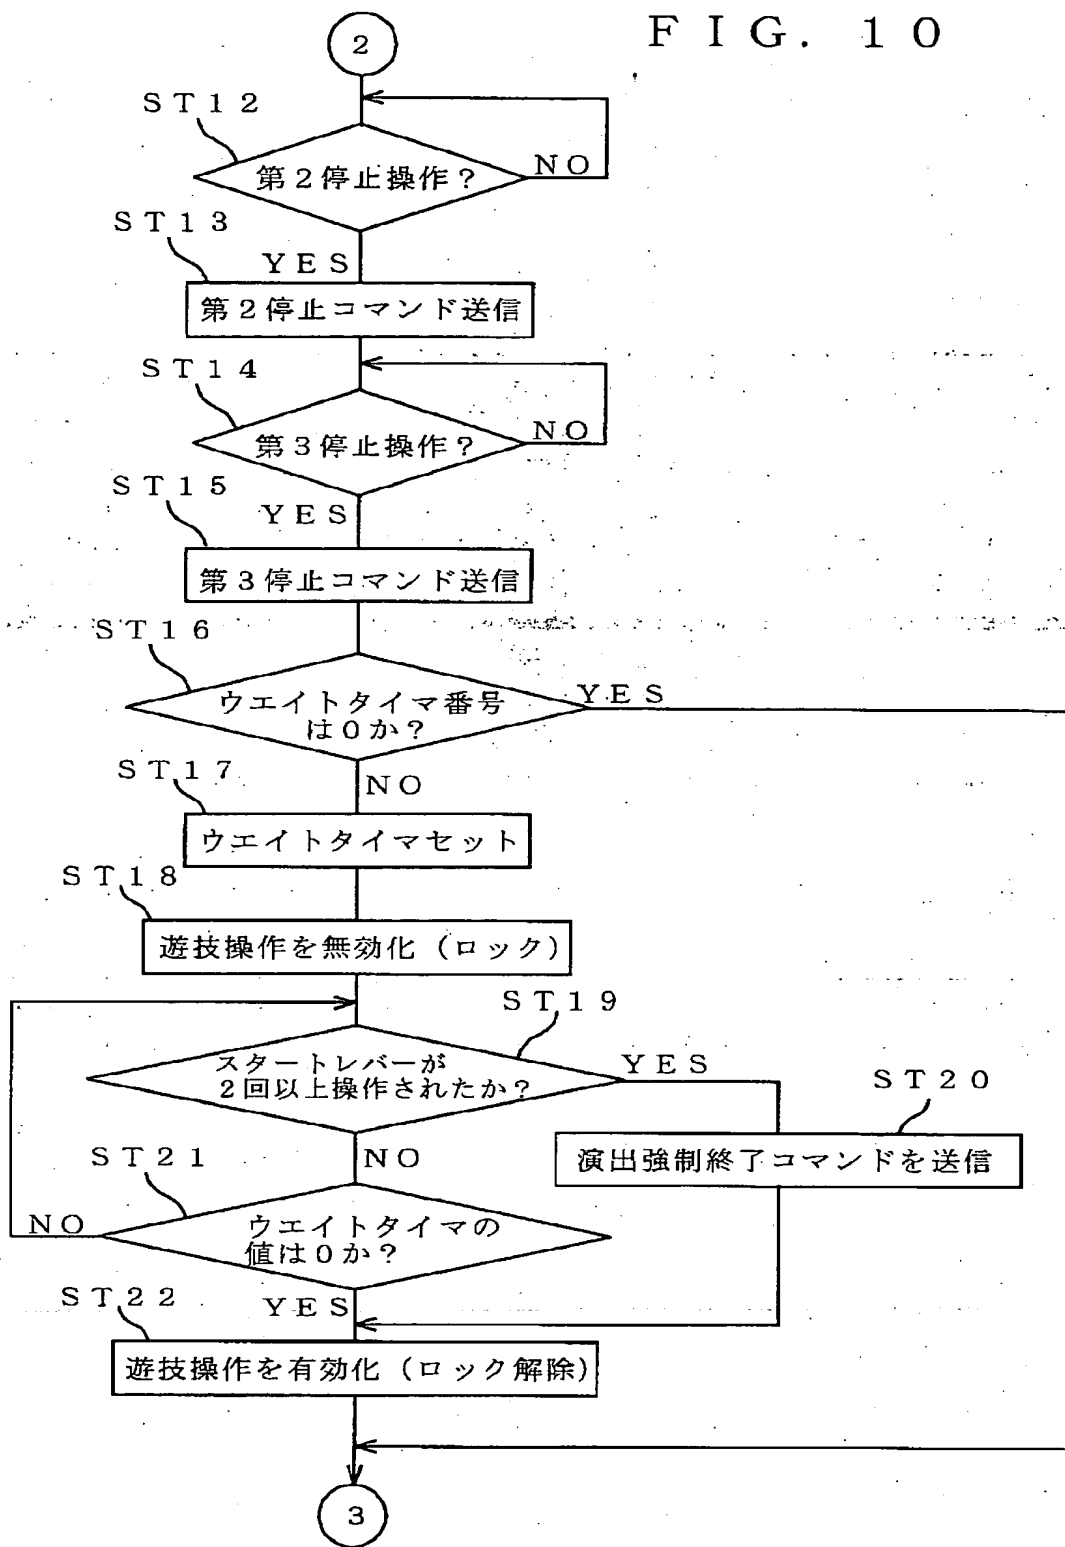 FIG. 10
2
ST12
第2停止操作？
NO
ST13
YES
第2停止コマンド送信
ST14
第3停止操作？
NO
ST15
YES
第3停止コマンド送信
ST16
ウエイトタイマ番号
は0か？
YES
ST17
NO
ウエイトタイマセット
ST18
遊技操作を無効化（ロック）
ST19
スタートレバーが
2回以上操作されたか？
YES
ST20
演出強制終了コマンドを送信
ST21
NO
ウエイトタイマの
値は0か？
NO
ST22
YES
遊技操作を有効化（ロック解除）
3